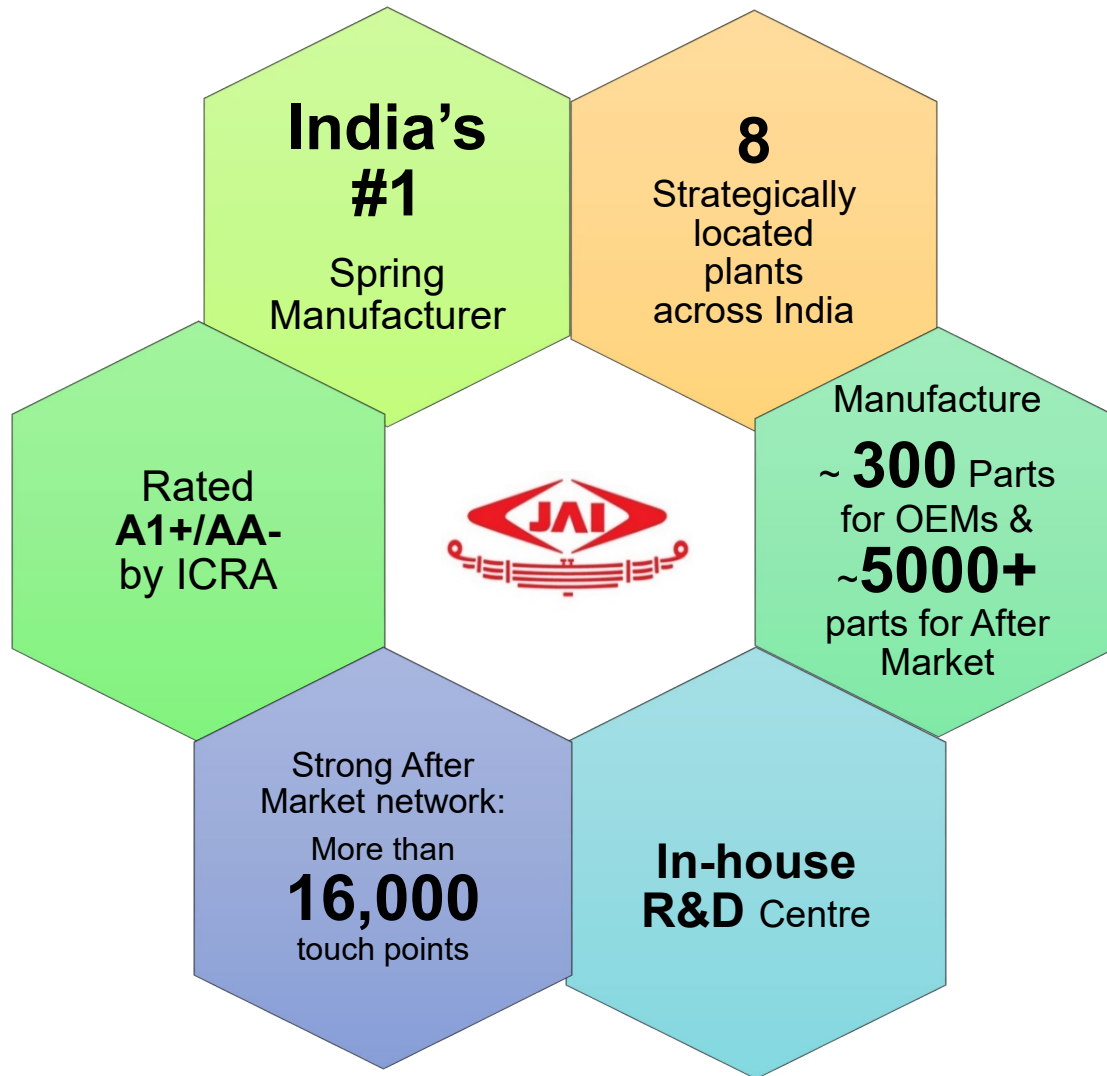 India’s
#1
Spring
Manufacturer
8
Strategically
located
plants
across India
Manufacture
~ 300 Parts
for OEMs &
~5000+
parts for After
Market
Rated
A1+/AA-
by ICRA
JAI
Strong After
Market network:
More than
16,000
touch points
In-house
R&D Centre